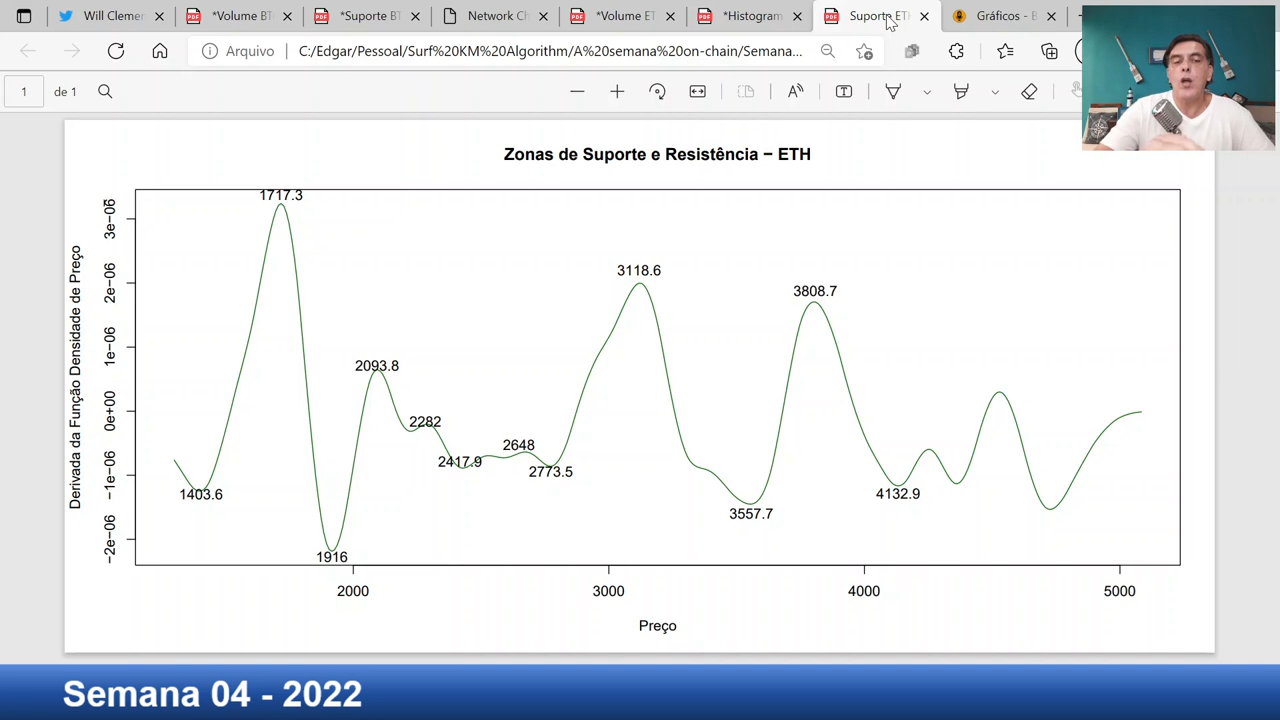 Will Clemen
*Volume BT
*Suporte BT
Network Ch
*Volume ET
*Histogram
Suporte ETH
Gráficos - B
Arquivo
C:/Edgar/Pessoal/Surf%20KM%20Algorithm/A%20semana%20on-chain/Semana...
1
de 1
Zonas de Suporte e Resistência − ETH
Derivada da Função Densidade de Preço
3e−06
2e−06
1e−06
0e+00
−1e−06
−2e−06
1717.3
3118.6
3808.7
2093.8
2282
2648
2417.9
2773.5
1403.6
4132.9
3557.7
1916
2000
3000
4000
5000
Preço
Semana 04 - 2022